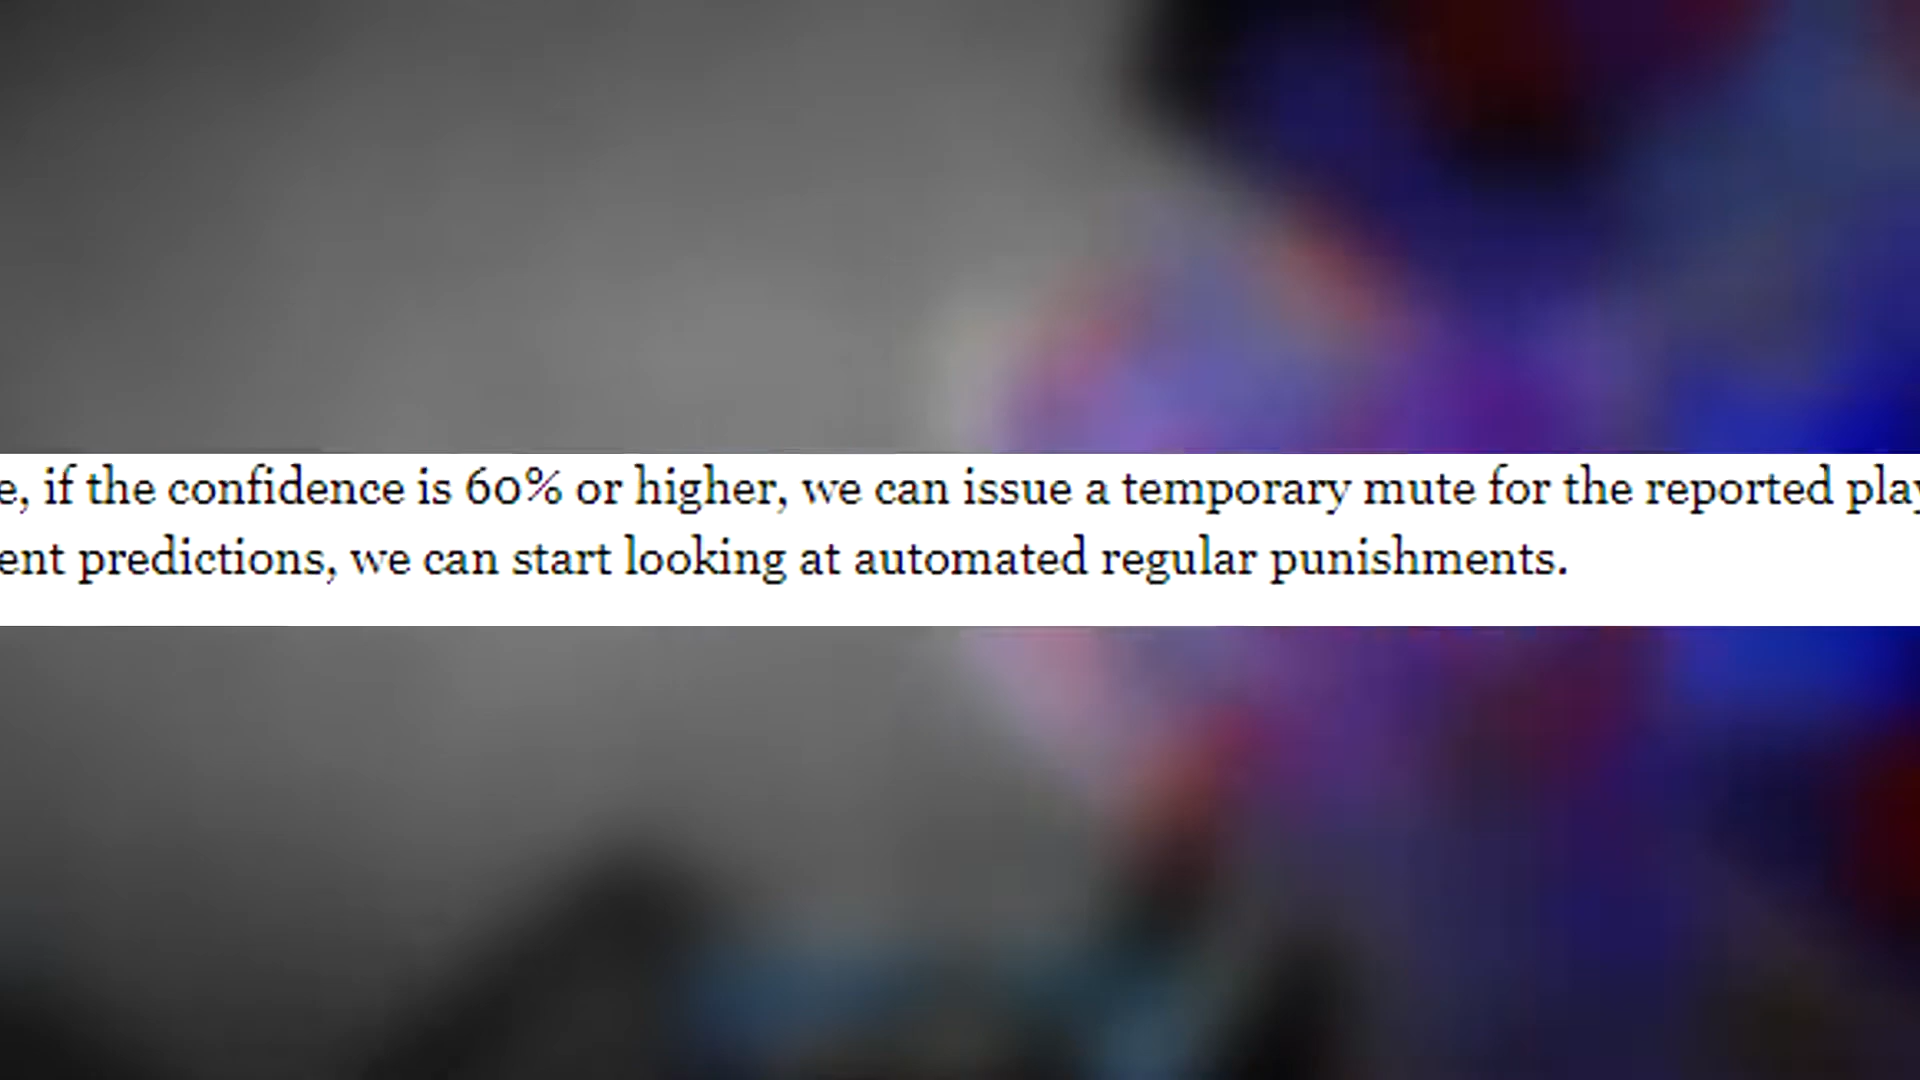 e, if the confidence is 60% or higher, we can issue a temporary mute for the reported play
ent predictions, we can start looking at automated regular punishments.